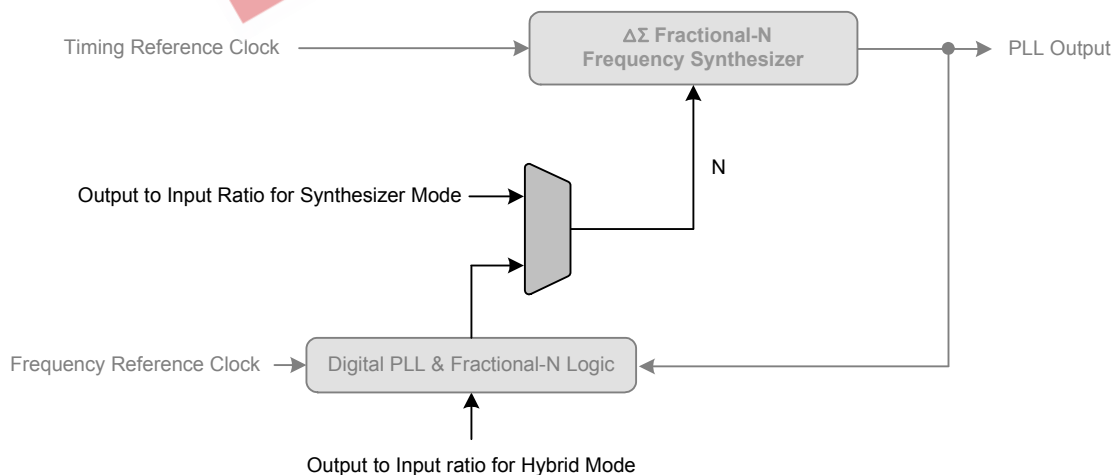 Timing Reference Clock
ΔΣ Fractional-N
Frequency Synthesizer
PLL Output
N
Output to Input Ratio for Synthesizer Mode
Frequency Reference Clock
Digital PLL & Fractional-N Logic
Output to Input ratio for Hybrid Mode